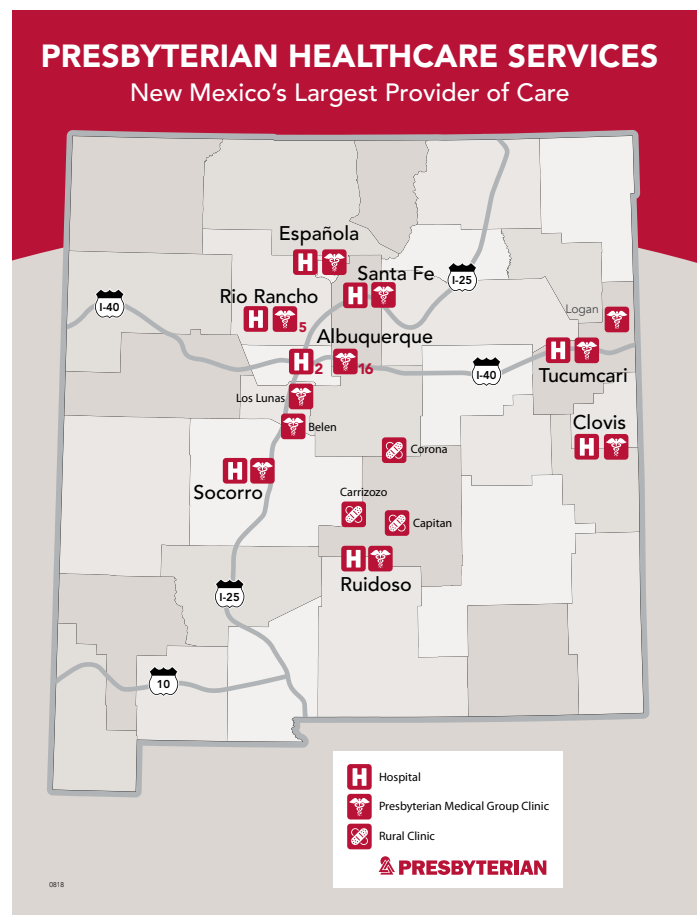 PRESBYTERIAN HEALTHCARE SERVICES
New Mexico's Largest Provider of Care
Española
H
Santa Fe
H
I-25
Rio Rancho
H
5
I-40
Logan
Albuquerque
H
2
16
H
Tucumcari
I-40
Los Lunas
Belen
Clovis
H
Corona
H
Socorro
Carrizozo
Capitan
H
Ruidoso
I-25
10
H Hospital
Presbyterian Medical Group Clinic
Rural Clinic
PRESBYTERIAN
0818